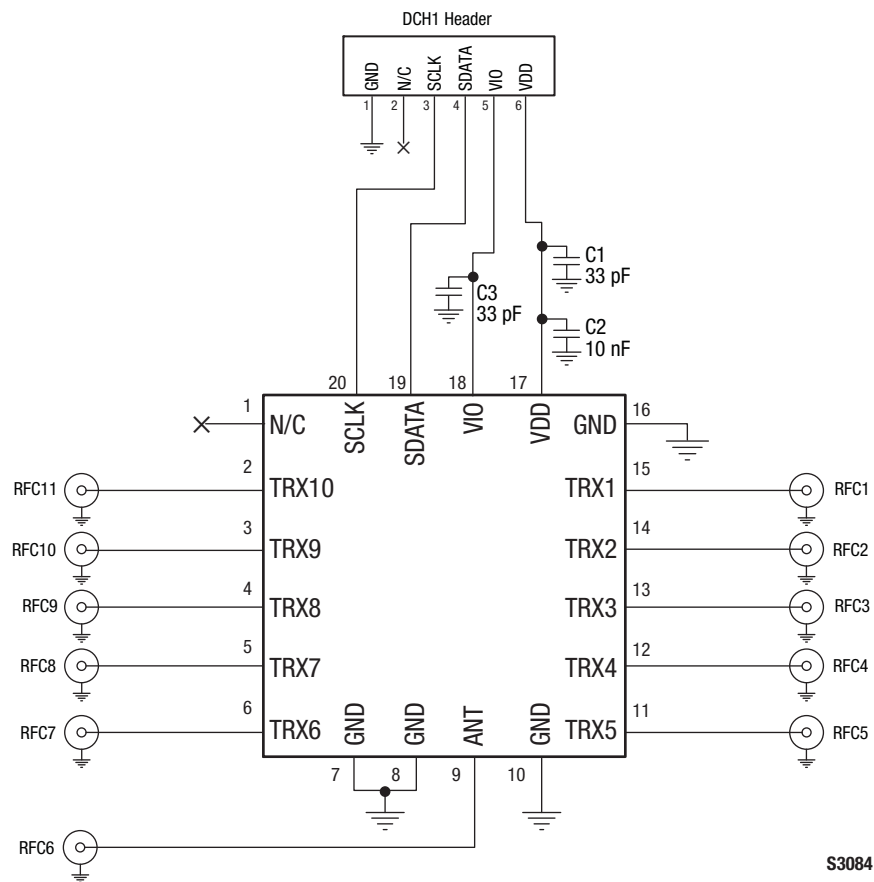 DCH1 Header
GND
N/C
SCLK
SDATA
VIO
VDD
1
2
3
4
5
6
C1
33 pF
C3
33 pF
C2
10 nF
20
19
18
17
SCLK
SDATA
VIO
VDD
1
N/C
GND
16
RFC11
2
TRX10
TRX1
15
RFC1
RFC10
3
TRX9
TRX2
14
RFC2
RFC9
4
TRX8
TRX3
13
RFC3
RFC8
5
TRX7
TRX4
12
RFC4
RFC7
6
TRX6
GND
GND
ANT
GND
TRX5
11
RFC5
7
8
9
10
RFC6
S3084